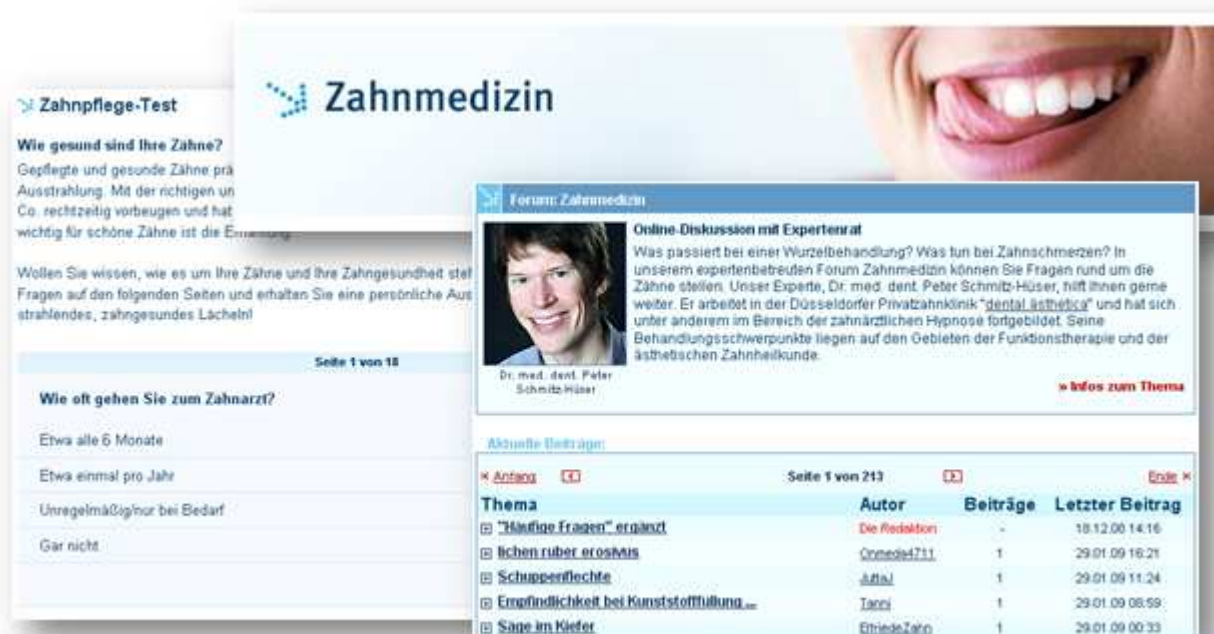 Zahnmedizin
Zahnpflege-Test
Wie gesund sind Ihre Zähne?
Gepflegte und gesunde Zähne prä
Ausstrahlung. Mit der richtigen un
Co. rechtzeitig vorbeugen und hat
wichtig für schöne Zähne ist die Ernährung.
Wollen Sie wissen, wie es um Ihre Zähne und Ihre Zahngesundheit steh
Fragen auf den folgenden Seiten und erhalten Sie eine persönliche Aus
strahlendes, zahngesundes Lächeln!
Seite 1 von 18
Wie oft gehen Sie zum Zahnarzt?
Etwa alle 6 Monate
Etwa einmal pro Jahr
Unregelmäßig/nur bei Bedarf
Gar nicht
Forum: Zahnmedizin
Online-Diskussion mit Expertenrat
Was passiert bei einer Wurzelbehandlung? Was tun bei Zahnschmerzen? In
unserem expertenbetreuten Forum Zahnmedizin können Sie Fragen rund um die
Zähne stellen. Unser Experte, Dr. med. dent. Peter Schmitz-Hüser, hilft Ihnen gerne
weiter. Er arbeitet in der Düsseldorfer Privatzahnklinik "dental ästhetica" und hat sich
unter anderem im Bereich der zahnärztlichen Hypnose fortgebildet. Seine
Behandlungsschwerpunkte liegen auf den Gebieten der Funktionstherapie und der
ästhetischen Zahnheilkunde.
Dr. med. dent. Peter
Schmitz-Hüser
» Infos zum Thema
Aktuelle Beiträge:
Anfang Seite 1 von 213 Ende
Thema Autor Beiträge Letzter Beitrag
"Häufige Fragen" ergänzt Die Redaktion - 18.12.08 14:16
lichen ruber erosivus Onmeda4711 1 29.01.09 16:21
Schuppenflechte JuttaJ 1 29.01.09 11:24
Empfindlichkeit bei Kunststofffüllung ... Tanni 1 29.01.09 08:59
Säge im Kiefer 1 29.01.09 00:33